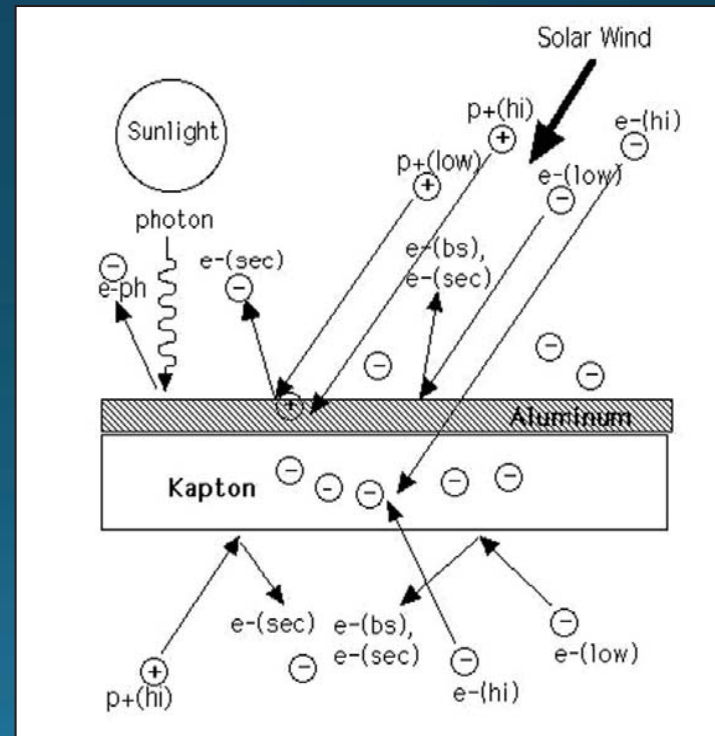 Solar Wind
Sunlight
p+(hi)
e-(hi)
p+(low)
e-(low)
photon
e-(sec)
e-(bs),
e-(sec)
e-ph
Aluminum
Kapton
e-(sec)
e-(bs),
e-(sec)
e-(low)
p+(hi)
e-(hi)